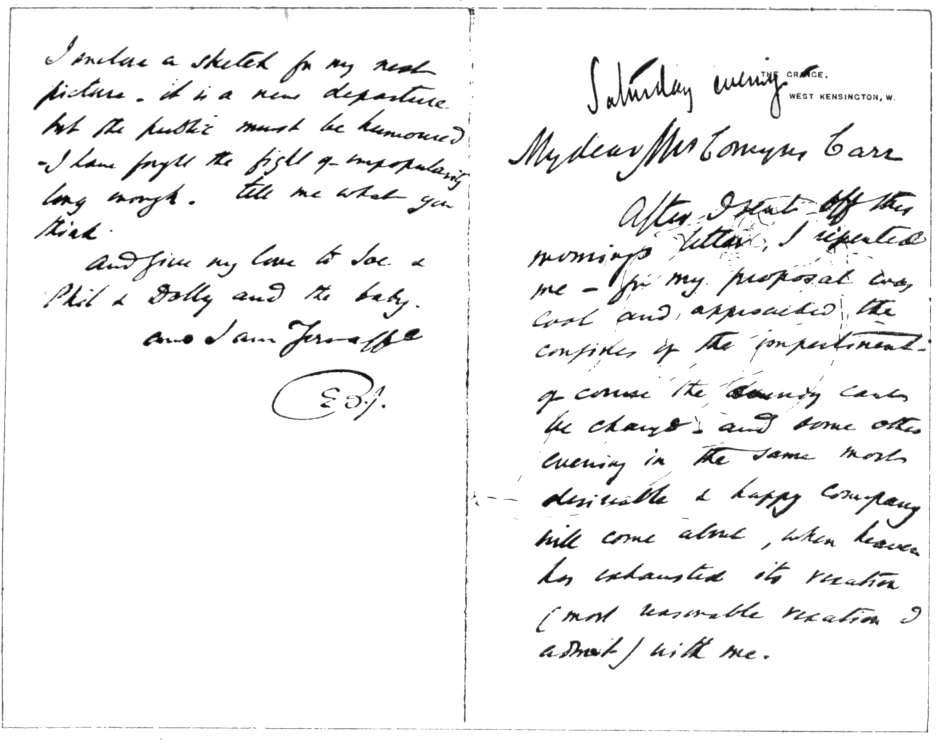 Saturday evening
THE GRANGE,
WEST KENSINGTON, W.
My dear Mrs Comyns Carr
After I sent off this
morning's letter, I repented
me – for my proposal was
cool and approached the
confines of the impertinent–
of course the Sunday can't
be changed. and some other
evening in the same most
desireable & happy company
will come about, when heaven
has exhausted its vexation
(most reasonable vexation I
admit) with me.
I enclose a sketch for my next
picture – it is a new departure
but the public must be humoured
– I have fought the fight of unpopularity
long enough. tell me what you
think.
And give my love to Joe &
Phil & Dolly and the baby.
and I am Yr aff
EBJ.